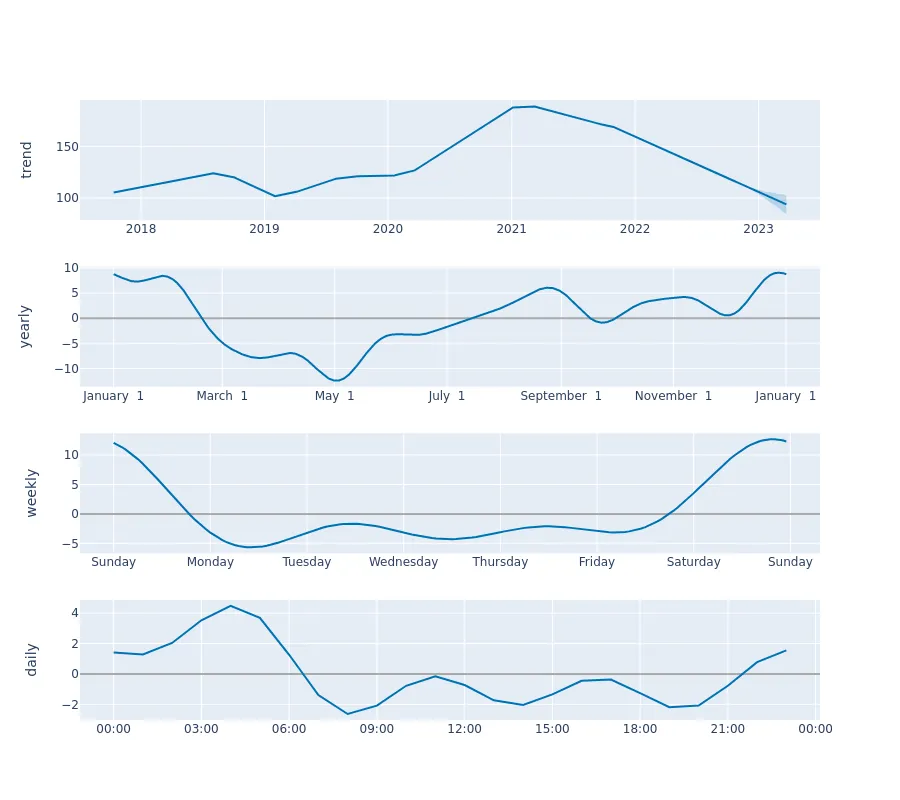 trend
150
100
2018 2019 2020 2021 2022 2023
yearly
10
5
0
−5
−10
January 1 March 1 May 1 July 1 September 1 November 1 January 1
weekly
10
5
0
−5
Sunday Monday Tuesday Wednesday Thursday Friday Saturday Sunday
daily
4
2
0
−2
00:00 03:00 06:00 09:00 12:00 15:00 18:00 21:00 00:00